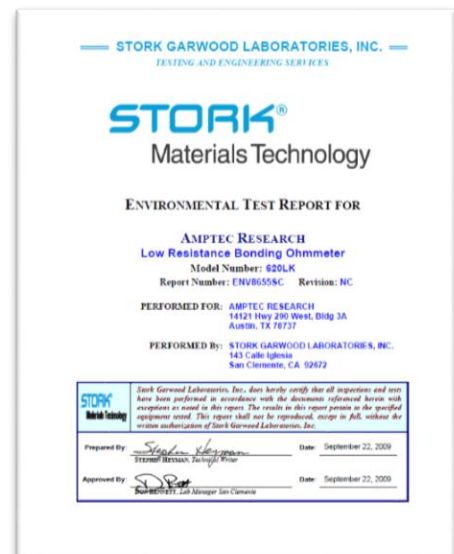 STORK GARWOOD LABORATORIES, INC.
TESTING AND ENGINEERING SERVICES
STORK®
Materials Technology
ENVIRONMENTAL TEST REPORT FOR
AMPTEC RESEARCH
Low Resistance Bonding Ohmmeter
Model Number: 620LK
Report Number: ENV8655SC Revision: NC
PERFORMED FOR: AMPTEC RESEARCH
14121 Hwy 290 West, Bldg 3A
Austin, TX 78737
PERFORMED By: STORK GARWOOD LABORATORIES, INC.
143 Calle Iglesia
San Clemente, CA 92672
STORK®
Materials Technology
Stork Garwood Laboratories, Inc., does hereby certify that all inspections and tests
have been performed in accordance with the documents referenced herein with
exceptions as noted in this report. The results in this report pertain to the specified
equipment tested. This report shall not be reproduced, except in full, without the
written authorization of Stork Garwood Laboratories, Inc.
Prepared By: Stephen Heyman Date: September 22, 2009
STEPHEN HEYMAN, Technical Writer
Approved By: Date: September 22, 2009
DON BENNETT, Lab Manager San Clemente